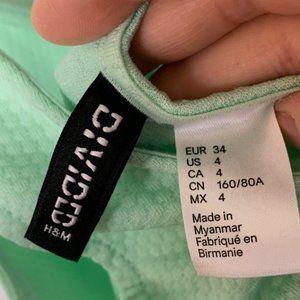 DIVIDED
H&M
EUR 34
US 4
CA 4
CN 160/80A
MX 4
Made in
Myanmar
Fabriqué en
Birmanie